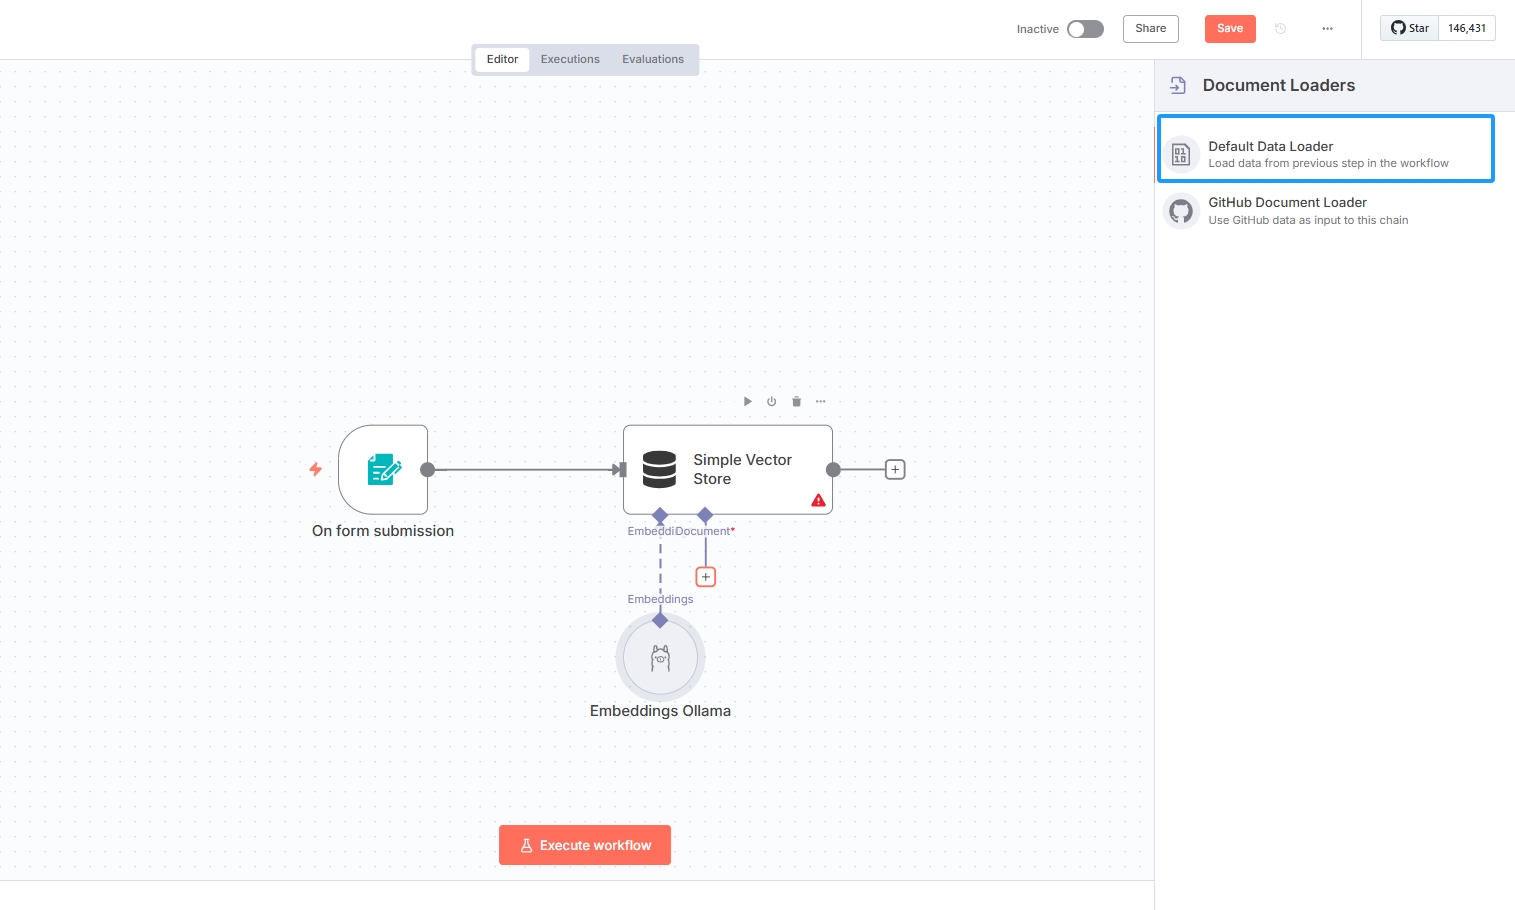 Inactive
Share
Save
Star
146,431
Editor
Executions
Evaluations
Document Loaders
Default Data Loader
Load data from previous step in the workflow
GitHub Document Loader
Use GitHub data as input to this chain
Simple Vector
Store
On form submission
Embeddi
Document*
Embeddings
Embeddings Ollama
Execute workflow